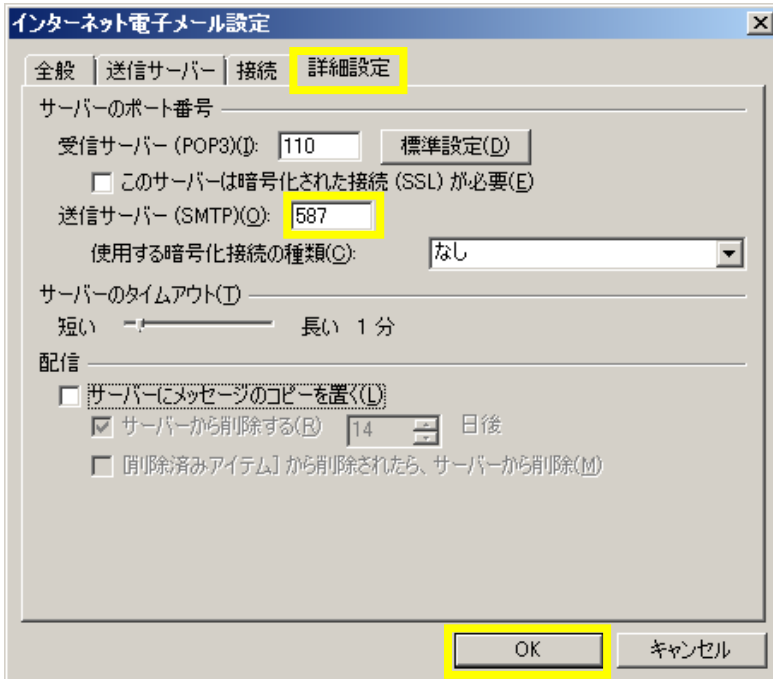 インターネット電子メール設定
全般 送信サーバー 接続 詳細設定
サーバーのポート番号
受信サーバー (POP3)(I): 110 標準設定(D)
このサーバーは暗号化された接続 (SSL) が必要(E)
送信サーバー (SMTP)(O): 587
使用する暗号化接続の種類(C): なし
サーバーのタイムアウト(T)
短い 長い 1 分
配信
サーバーにメッセージのコピーを置く(L)
サーバーから削除する(R) 14 日後
[削除済みアイテム] から削除されたら、サーバーから削除(M)
OK キャンセル